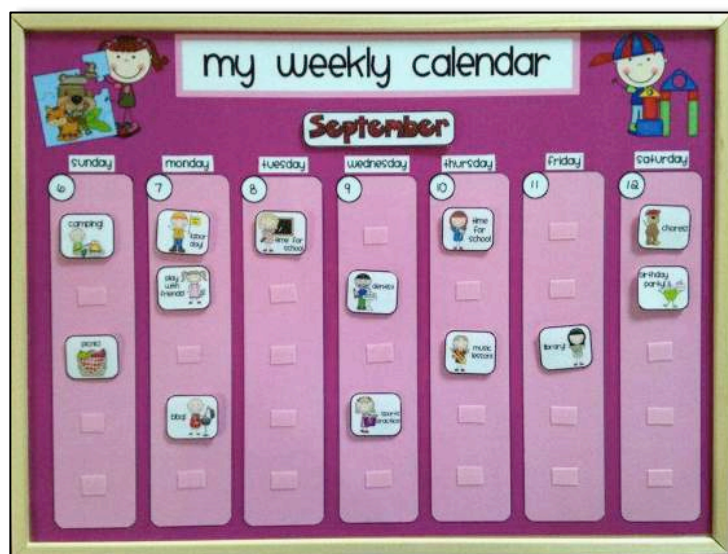 my weekly calendar
September
sunday monday tuesday wednesday thursday friday saturday
6 7 8 9 10 11 12
camping!
labor
day!
time for
school
time
for
school
chores!
play
with
friends!
dentist
birthday
party!
picnic!
music
lesson!
library!
bbq!
sports
practice!